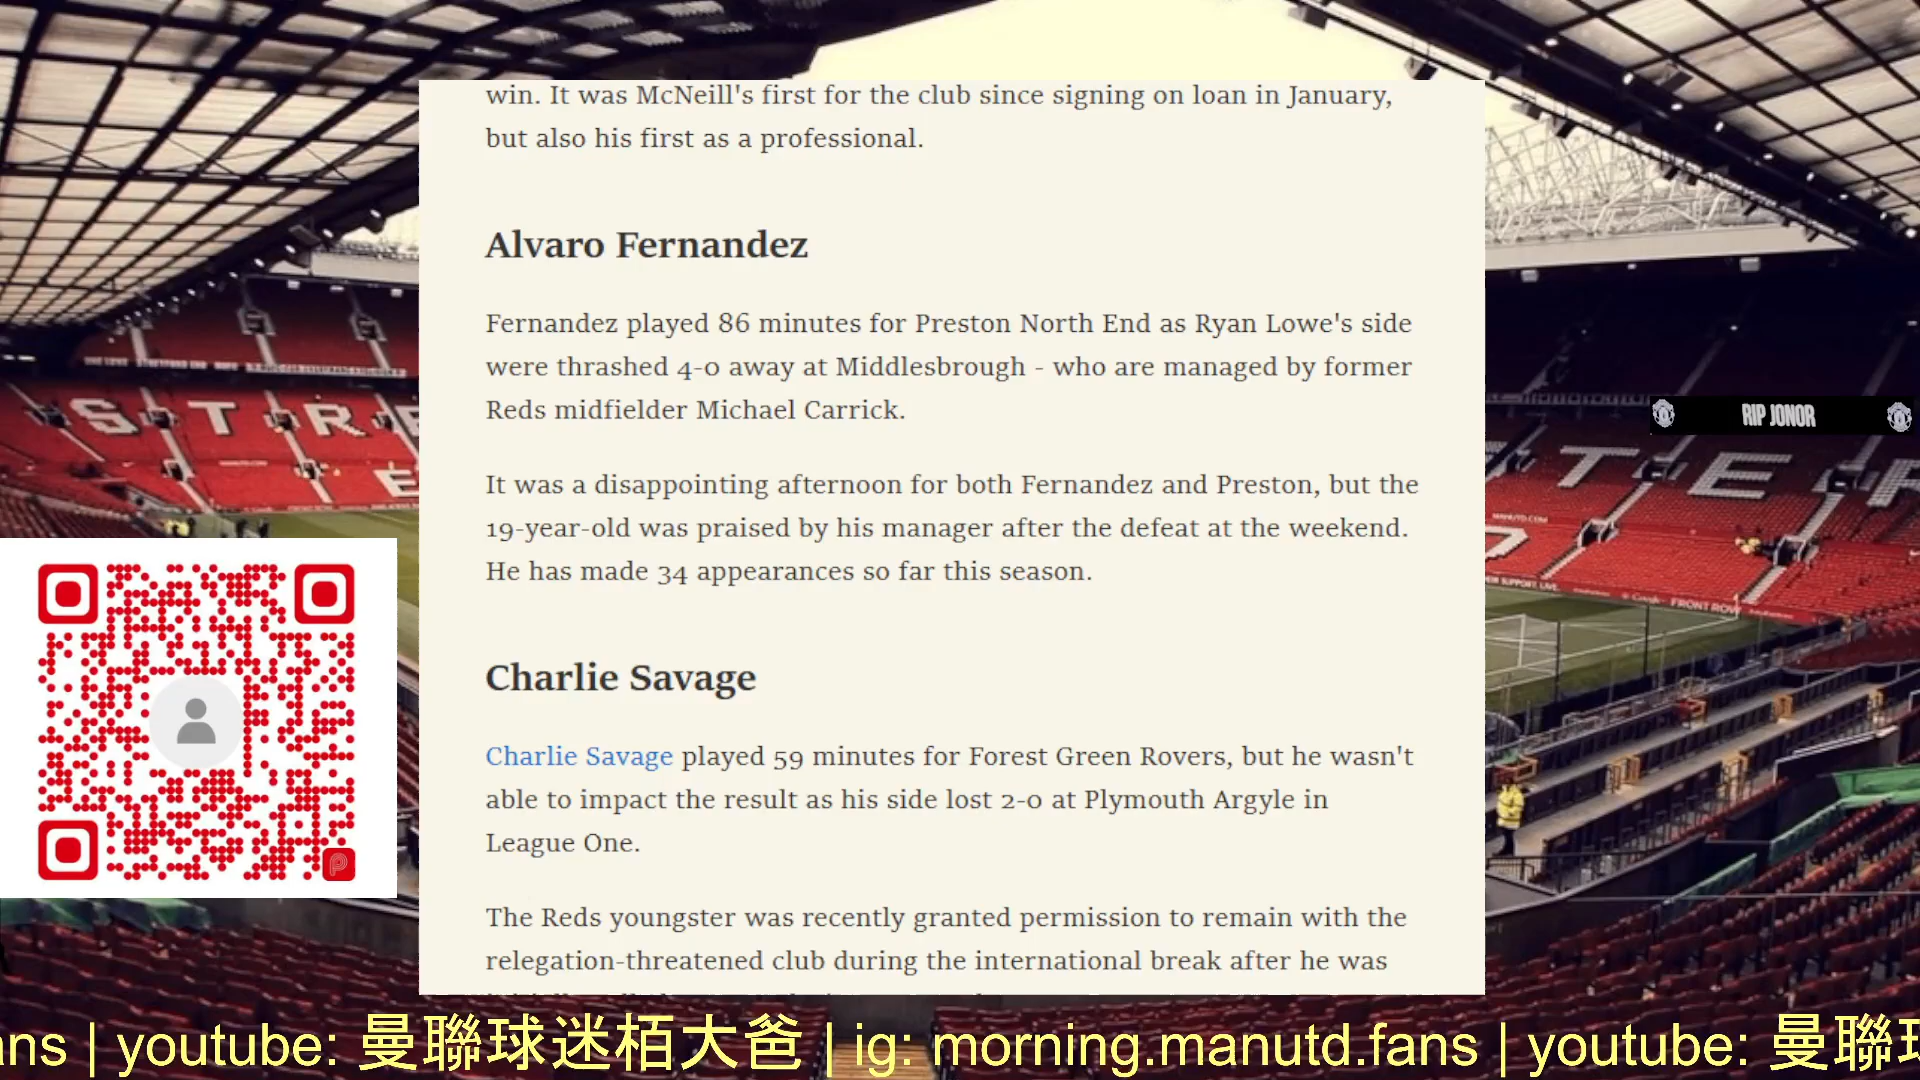 win. It was McNeill's first for the club since signing on loan in January,
but also his first as a professional.
Alvaro Fernandez
Fernandez played 86 minutes for Preston North End as Ryan Lowe's side
were thrashed 4-0 away at Middlesbrough - who are managed by former
Reds midfielder Michael Carrick.
It was a disappointing afternoon for both Fernandez and Preston, but the
19-year-old was praised by his manager after the defeat at the weekend.
He has made 34 appearances so far this season.
Charlie Savage
Charlie Savage played 59 minutes for Forest Green Rovers, but he wasn't
able to impact the result as his side lost 2-0 at Plymouth Argyle in
League One.
The Reds youngster was recently granted permission to remain with the
relegation-threatened club during the international break after he was
RIP JONOR
STRE
TER
FRONT ROW
ans | youtube: 曼聯球迷栢大爸 | ig: morning.manutd.fans | youtube: 曼聯球